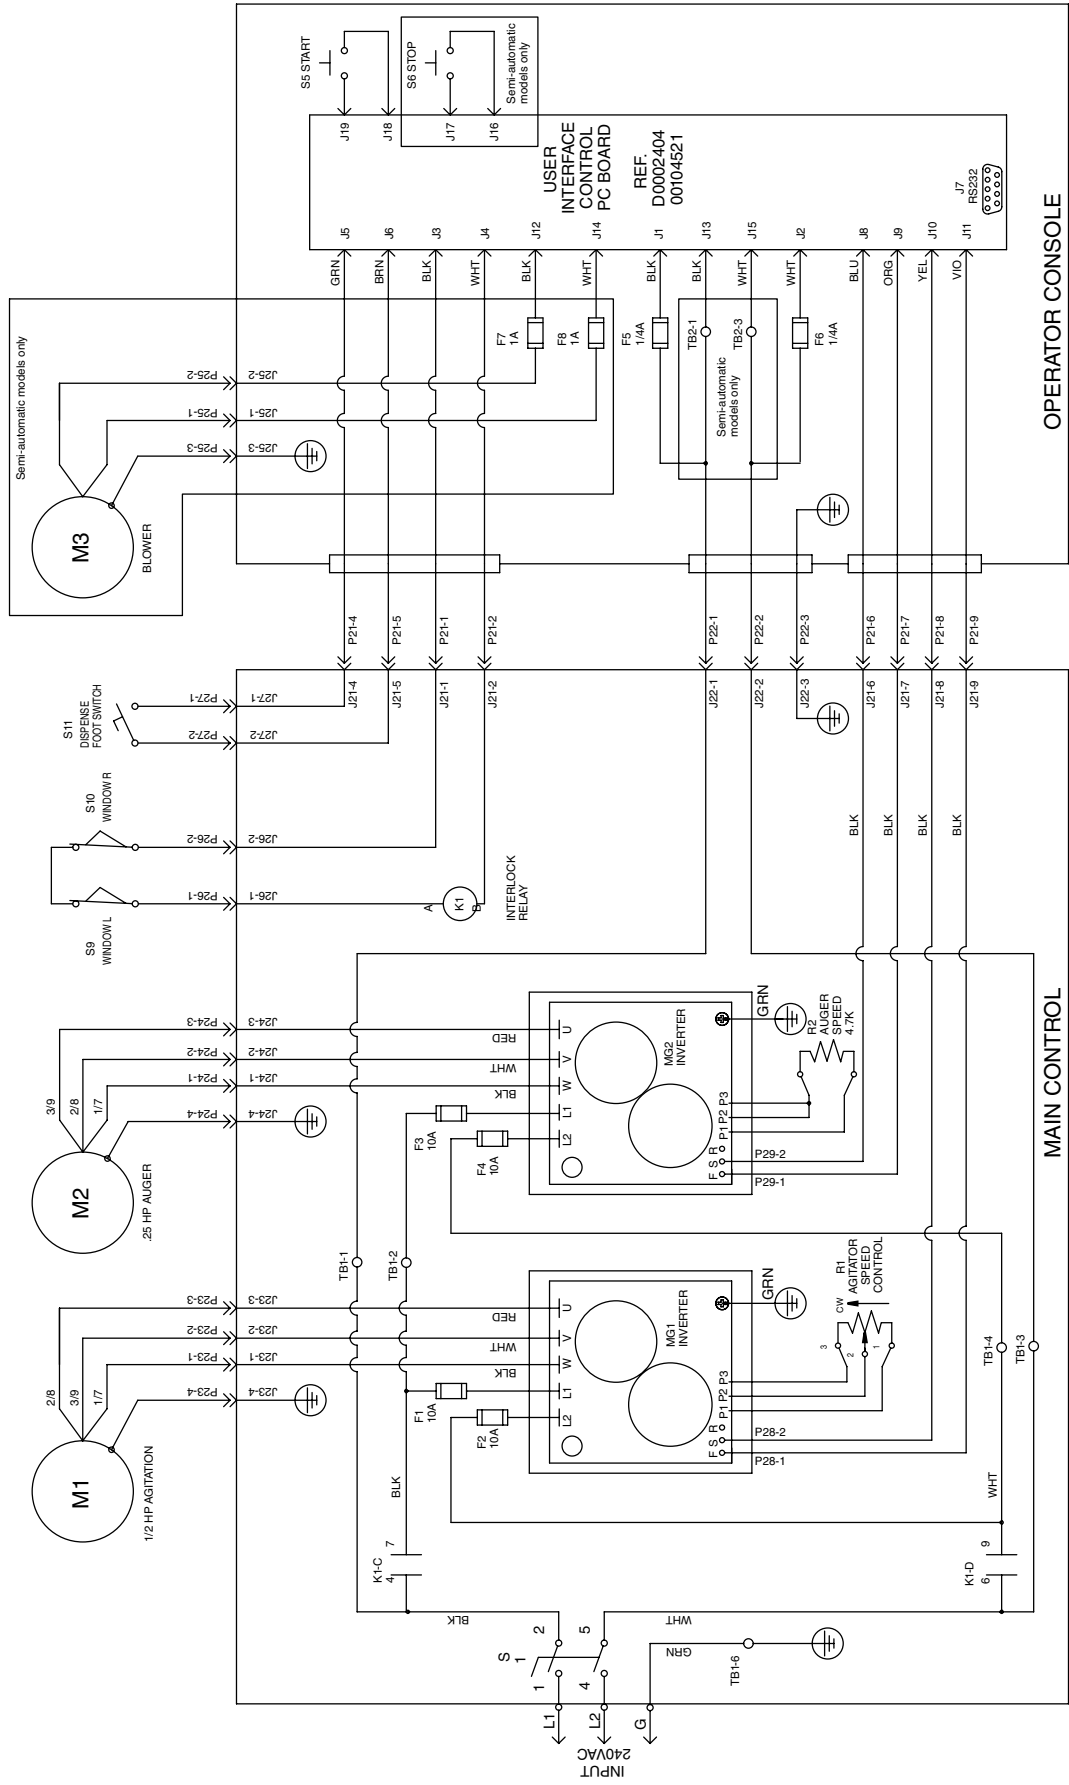 S5 START
S6 STOP
Semi-automatic
models only
J19
J18
J17
J16
USER
INTERFACE
CONTROL
PC BOARD
REF.
D0002404
00104521
J7
RS232
J5
J6
J3
J4
J12
J14
J1
J13
J15
J2
J8
J9
J10
J11
GRN
BRN
BLK
WHT
BLK
WHT
BLK
BLK
WHT
WHT
BLU
ORG
YEL
VIO
F7
1A
F8
1A
F5
1/4A
TB2-1
TB2-3
F6
1/4A
Semi-automatic
models only
OPERATOR CONSOLE
Semi-automatic models only
M3
BLOWER
P25-2
J25-2
P25-1
J25-1
P25-3
J25-3
P21-4
P21-5
P21-1
P21-2
P22-1
P22-2
P22-3
P21-6
P21-7
P21-8
P21-9
J21-4
J21-5
J21-1
J21-2
J22-1
J22-2
J22-3
J21-6
J21-7
J21-8
J21-9
S11
DISPENSE
FOOT SWITCH
P27-1
J27-1
P27-2
J27-2
S10
WINDOW R
P26-2
J26-2
S9
WINDOW L
P26-1
J26-1
A
K1
B
INTERLOCK
RELAY
BLK
BLK
BLK
BLK
M2
.25 HP AUGER
3/9
2/8
1/7
P24-3
J24-3
P24-2
J24-2
P24-1
J24-1
P24-4
J24-4
RED
WHT
BLK
U
V
W
L1
L2
F3
10A
F4
10A
MG2
INVERTER
GRN
R2
AUGER
SPEED
4.7K
F S R P1 P2 P3
P29-2
P29-1
TB1-1
TB1-2
M1
1/2 HP AGITATION
2/8
3/9
1/7
P23-3
J23-3
P23-2
J23-2
P23-1
J23-1
P23-4
J23-4
RED
WHT
BLK
U
V
W
L1
L2
F1
10A
F2
10A
MG1
INVERTER
GRN
R1
AGITATOR
SPEED
CONTROL
CW
3
2
1
F S R P1 P2 P3
P28-2
P28-1
TB1-4
TB1-3
MAIN CONTROL
BLK
WHT
K1-C
4
7
K1-D
6
9
BLK
WHT
S
1
1
2
4
5
GRN
TB1-6
L1
L2
G
INPUT
240VAC